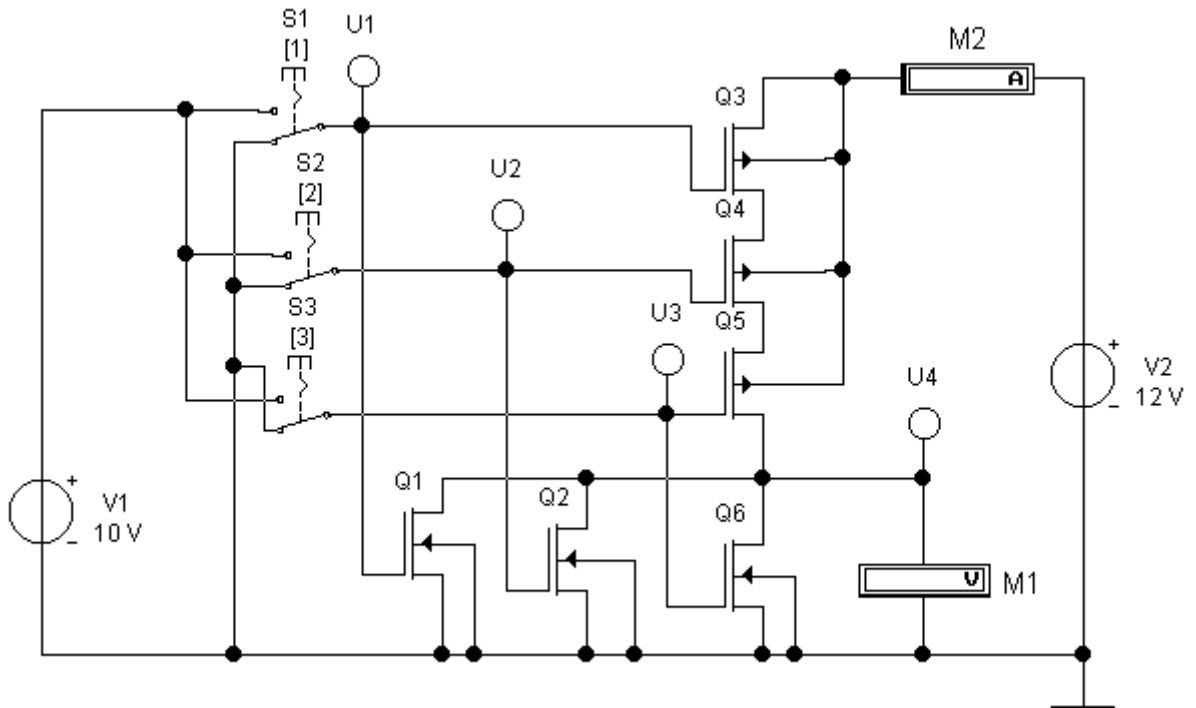 S1
[1]
U1
M2
A
Q3
S2
[2]
U2
Q4
S3
[3]
U3
Q5
U4
V2
12 V
+
-
V1
10 V
+
-
Q1
Q2
Q6
V
M1